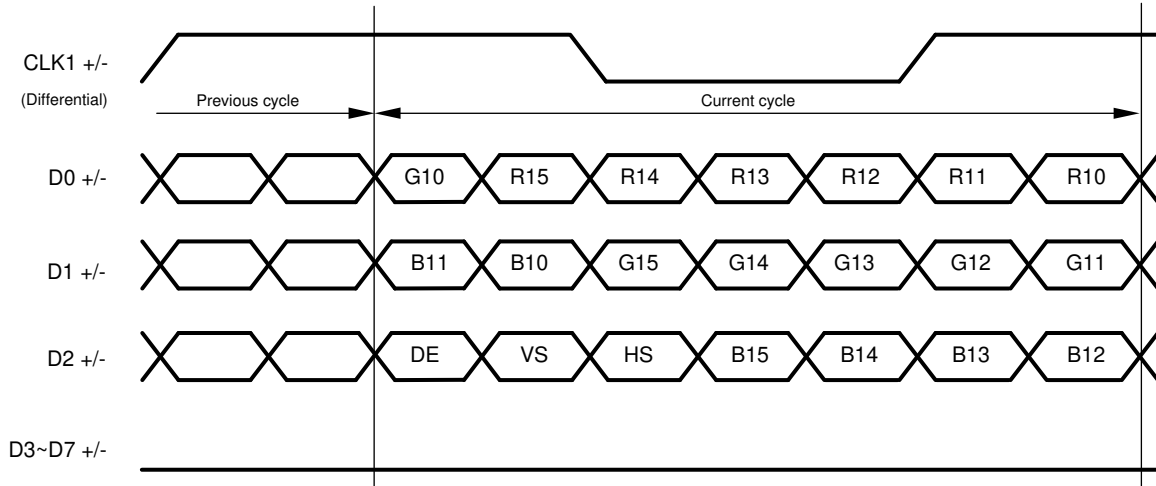 CLK1 +/-
(Differential)
Previous cycle
Current cycle
D0 +/-
G10 R15 R14 R13 R12 R11 R10
D1 +/-
B11 B10 G15 G14 G13 G12 G11
D2 +/-
DE VS HS B15 B14 B13 B12
D3~D7 +/-